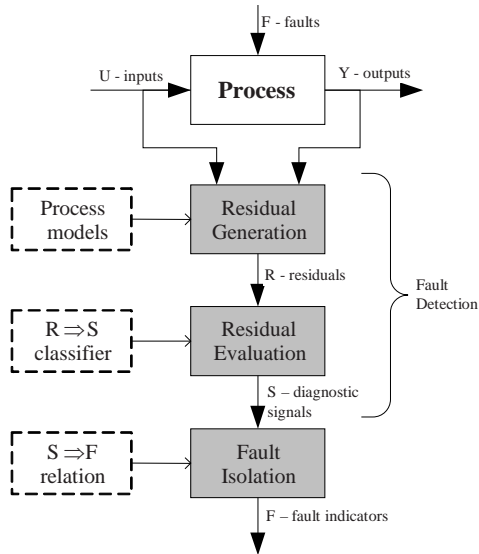 F - faults
U - inputs
Process
Y - outputs
Process
models
Residual
Generation
R - residuals
Fault
Detection
R ⇒ S
classifier
Residual
Evaluation
S – diagnostic
signals
S ⇒ F
relation
Fault
Isolation
F – fault indicators